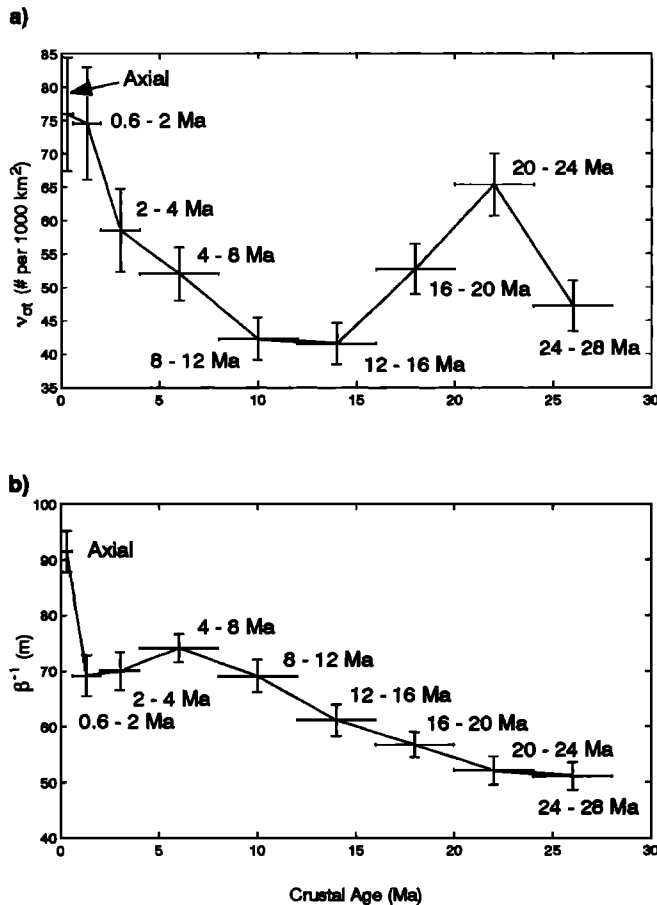 a)
85
80
75
70
65
60
55
50
45
40
35
ν_ot (# per 1000 km²)
Axial
0.6 - 2 Ma
2 - 4 Ma
4 - 8 Ma
8 - 12 Ma
12 - 16 Ma
16 - 20 Ma
20 - 24 Ma
24 - 28 Ma
0 5 10 15 20 25 30
b)
100
90
80
70
60
50
40
β⁻¹ (m)
Axial
0.6 - 2 Ma
2 - 4 Ma
4 - 8 Ma
8 - 12 Ma
12 - 16 Ma
16 - 20 Ma
20 - 24 Ma
24 - 28 Ma
0 5 10 15 20 25 30
Crustal Age (Ma)